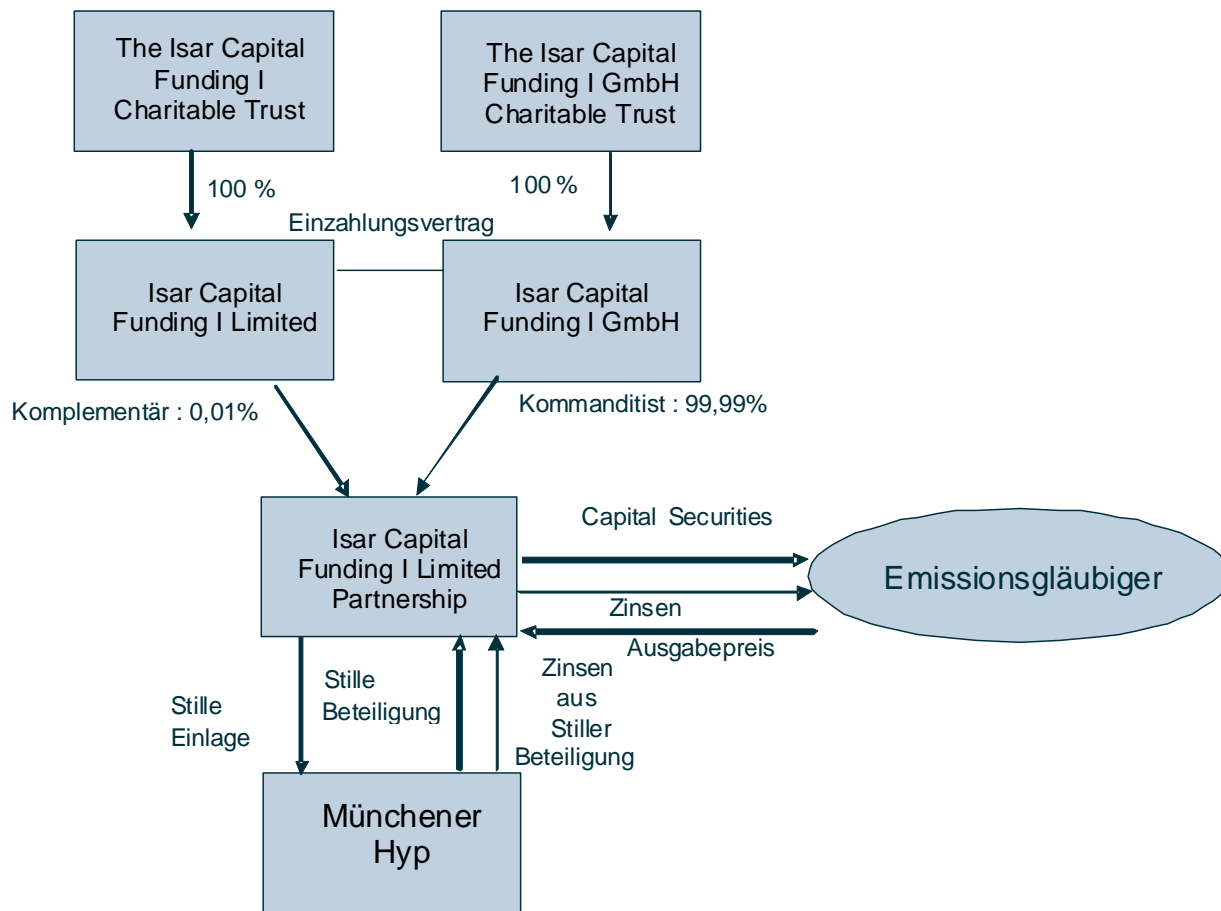 The Isar Capital
Funding I
Charitable Trust
The Isar Capital
Funding I GmbH
Charitable Trust
100 %
100 %
Einzahlungsvertrag
Isar Capital
Funding I Limited
Isar Capital
Funding I GmbH
Komplementär : 0,01%
Kommanditist : 99,99%
Isar Capital
Funding I Limited
Partnership
Capital Securities
Emissionsgläubiger
Zinsen
Ausgabepreis
Stille
Einlage
Stille
Beteiligung
Zinsen
aus
Stiller
Beteiligung
Münchener
Hyp